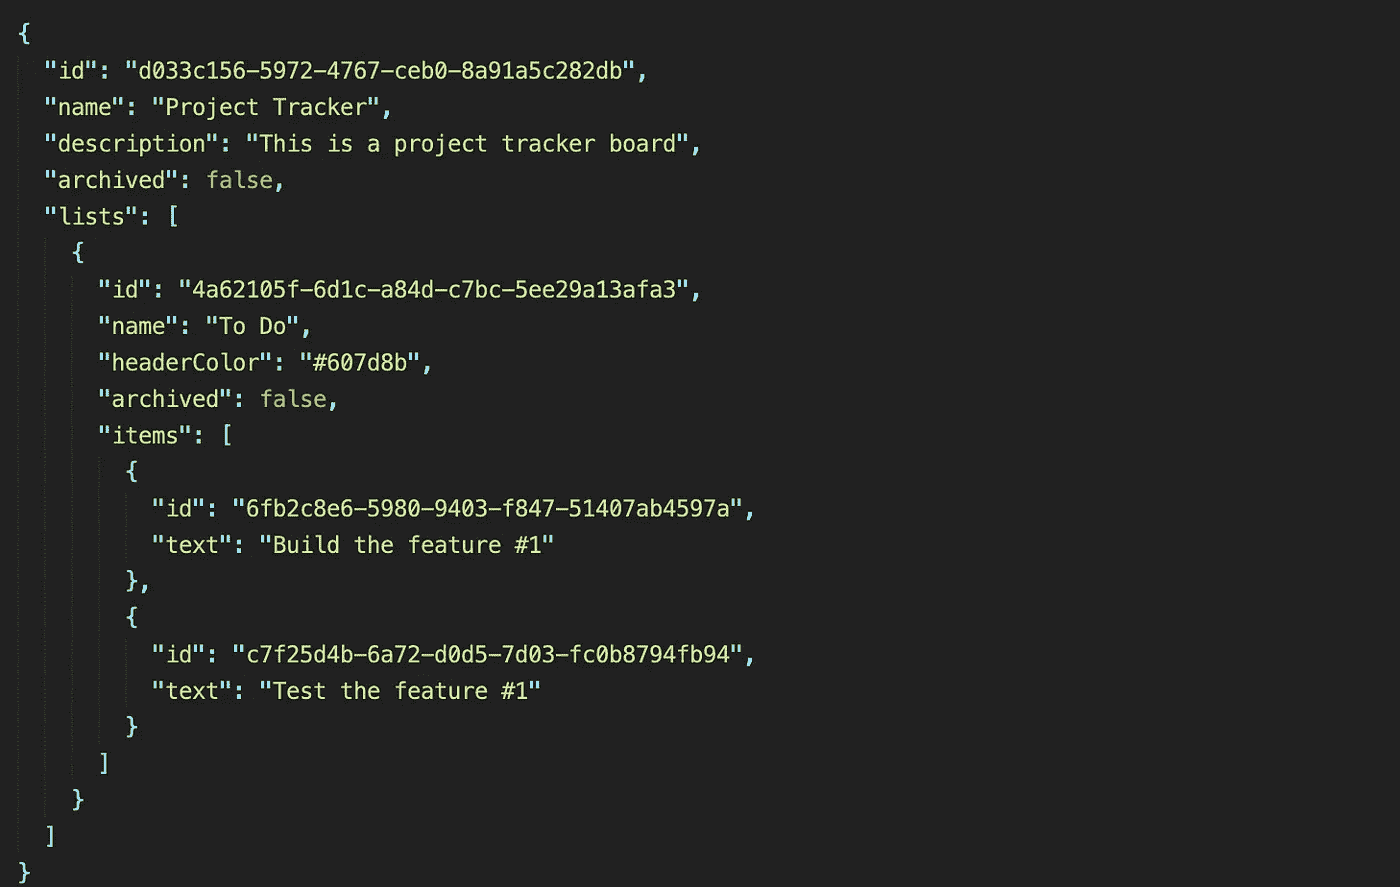 {
  "id": "d033c156-5972-4767-ceb0-8a91a5c282db",
  "name": "Project Tracker",
  "description": "This is a project tracker board",
  "archived": false,
  "lists": [
    {
      "id": "4a62105f-6d1c-a84d-c7bc-5ee29a13afa3",
      "name": "To Do",
      "headerColor": "#607d8b",
      "archived": false,
      "items": [
        {
          "id": "6fb2c8e6-5980-9403-f847-51407ab4597a",
          "text": "Build the feature #1"
        },
        {
          "id": "c7f25d4b-6a72-d0d5-7d03-fc0b8794fb94",
          "text": "Test the feature #1"
        }
      ]
    }
  ]
}